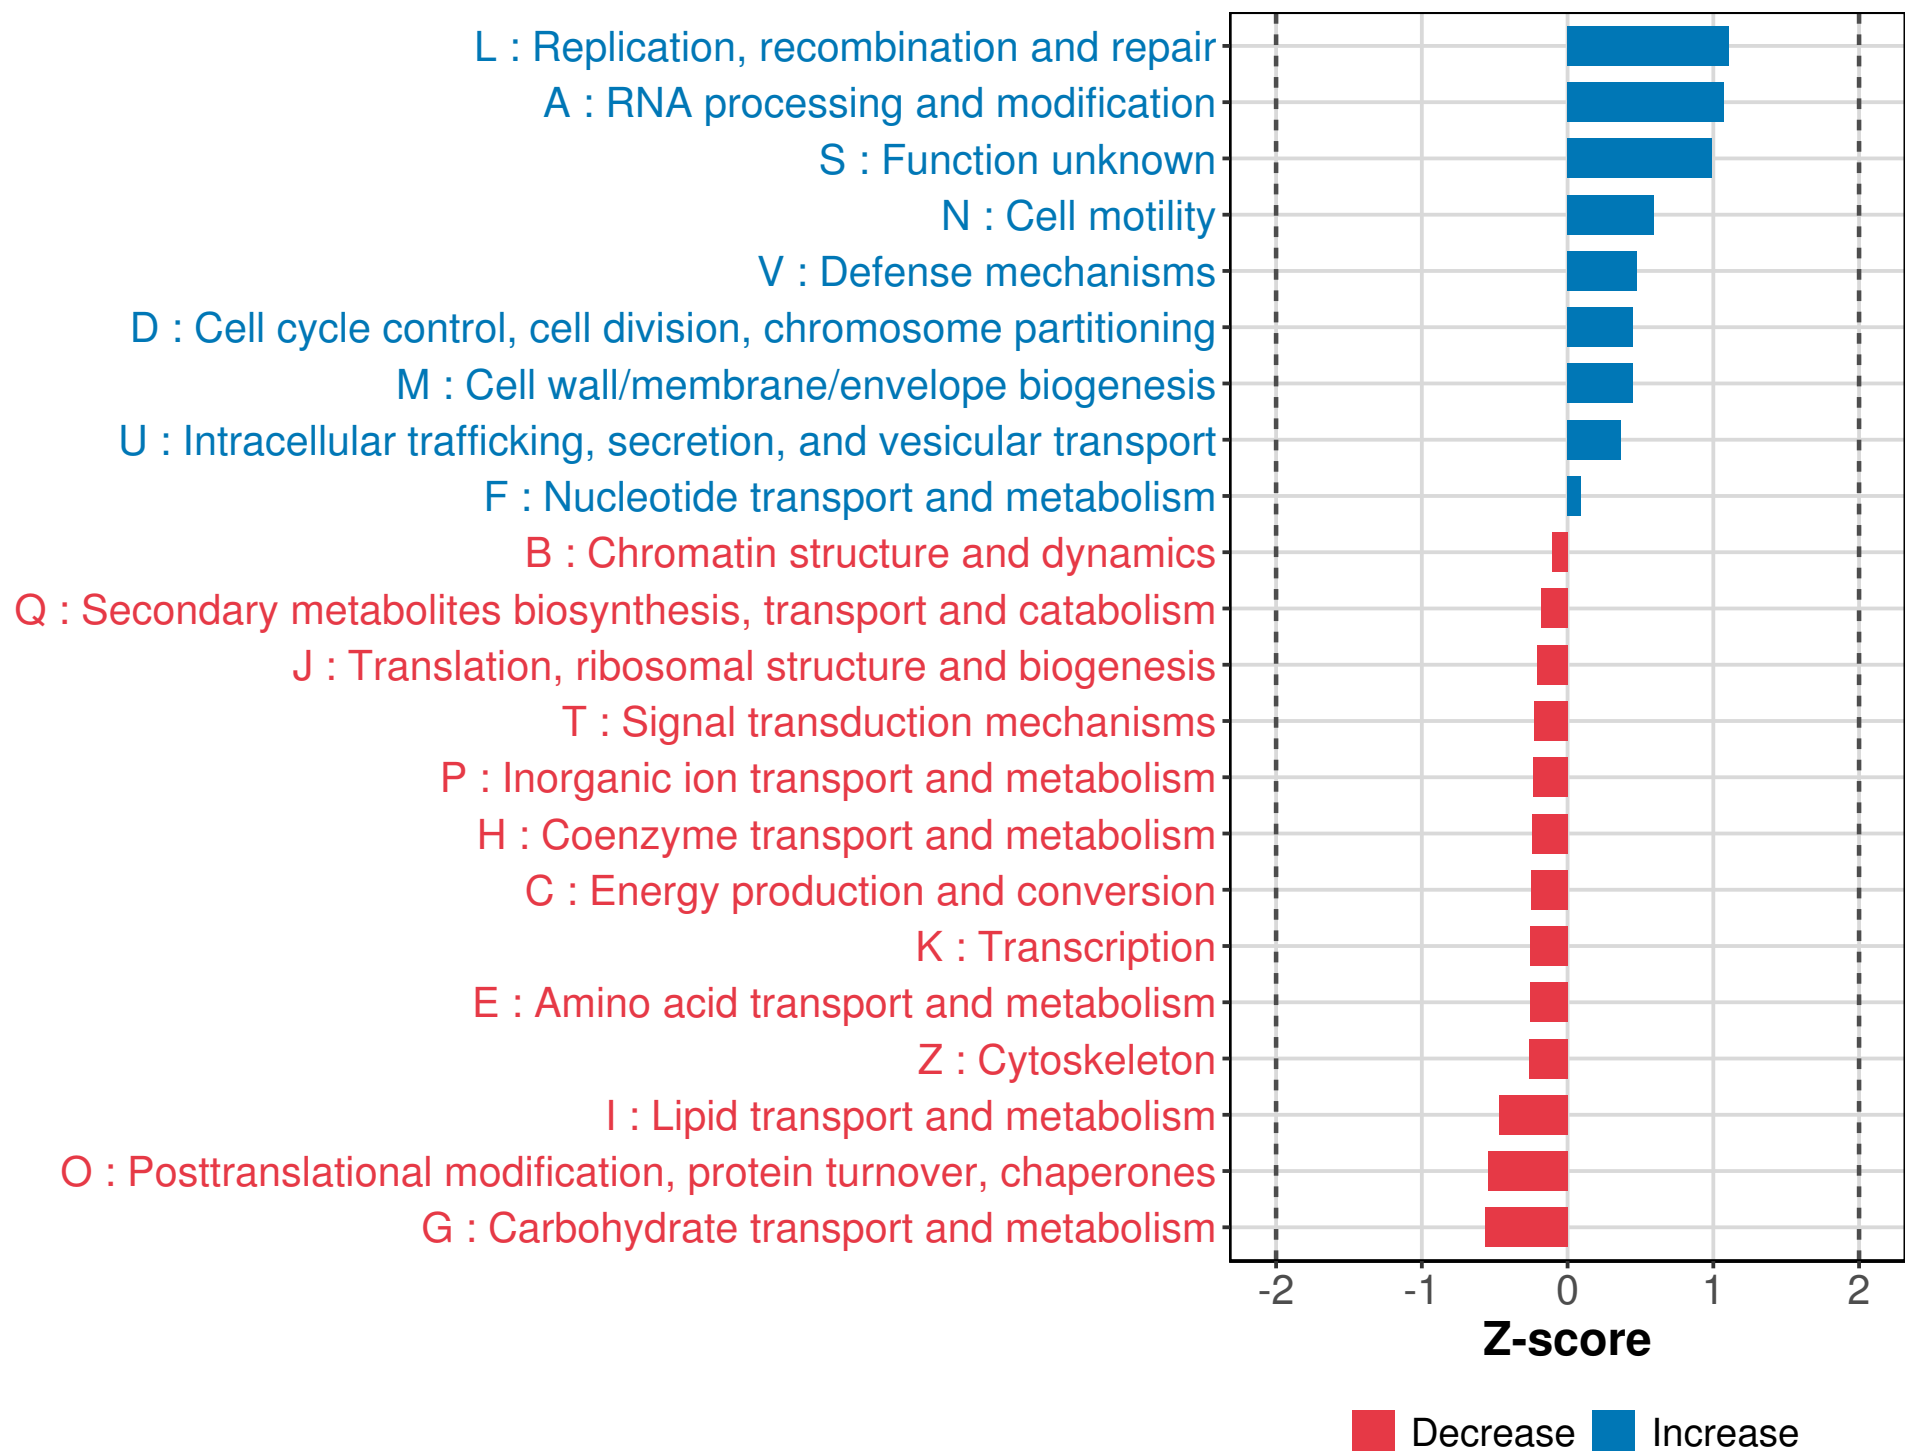 L : Replication, recombination and repair
A : RNA processing and modification
S : Function unknown
N : Cell motility
V : Defense mechanisms
D : Cell cycle control, cell division, chromosome partitioning
M : Cell wall/membrane/envelope biogenesis
U : Intracellular trafficking, secretion, and vesicular transport
F : Nucleotide transport and metabolism
B : Chromatin structure and dynamics
Q : Secondary metabolites biosynthesis, transport and catabolism
J : Translation, ribosomal structure and biogenesis
T : Signal transduction mechanisms
P : Inorganic ion transport and metabolism
H : Coenzyme transport and metabolism
C : Energy production and conversion
K : Transcription
E : Amino acid transport and metabolism
Z : Cytoskeleton
I : Lipid transport and metabolism
O : Posttranslational modification, protein turnover, chaperones
G : Carbohydrate transport and metabolism
-2 -1 0 1 2
Z-score
Decrease Increase